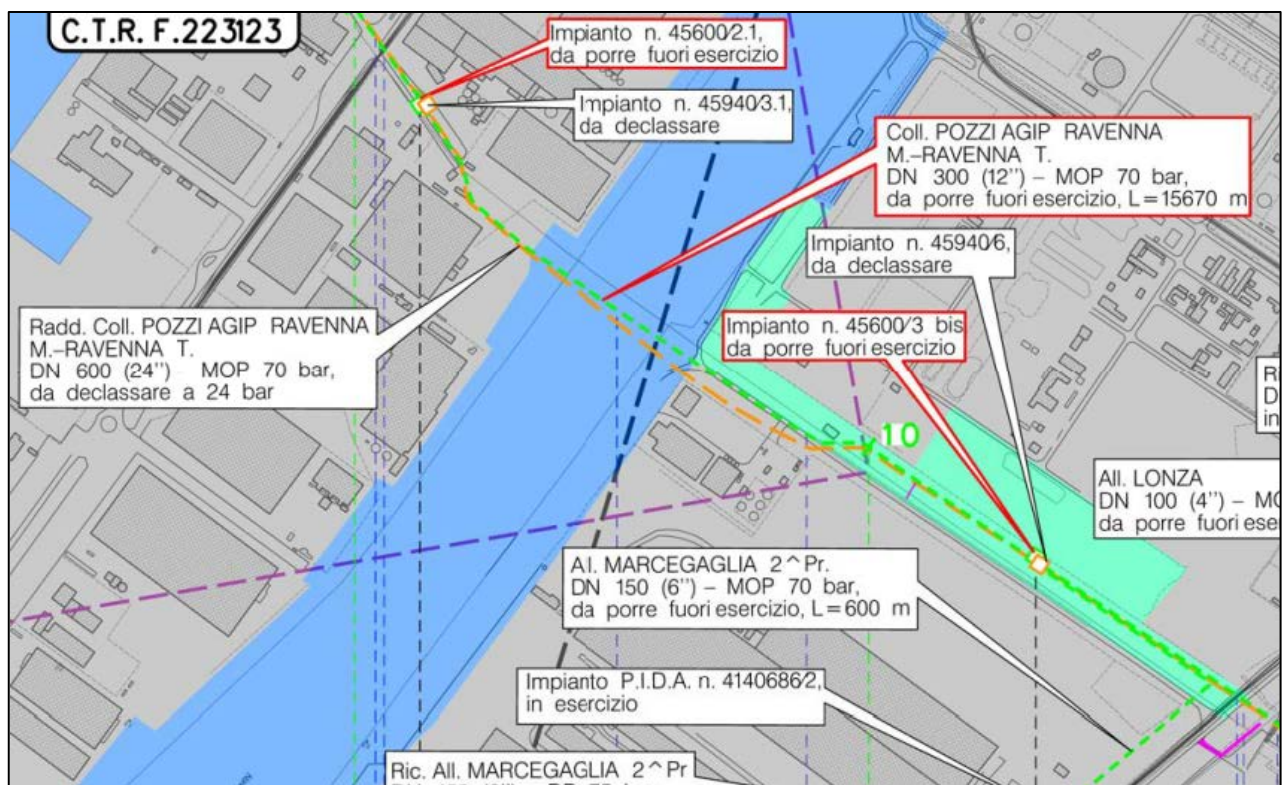 C.T.R. F.223123
Impianto n. 45600/2.1,
da porre fuori esercizio
Impianto n. 45940/3.1,
da declassare
Coll. POZZI AGIP RAVENNA
M.–RAVENNA T.
DN 300 (12") – MOP 70 bar,
da porre fuori esercizio, L=15670 m
Impianto n. 45940/6,
da declassare
Radd. Coll. POZZI AGIP RAVENNA
M.–RAVENNA T.
DN 600 (24") MOP 70 bar,
da declassare a 24 bar
Impianto n. 45600/3 bis
da porre fuori esercizio
10
All. LONZA
DN 100 (4") – MO
da porre fuori ese
Al. MARCEGAGLIA 2^Pr.
DN 150 (6") – MOP 70 bar,
da porre fuori esercizio, L=600 m
Impianto P.I.D.A. n. 4140686/2,
in esercizio
Ric. All. MARCEGAGLIA 2^Pr